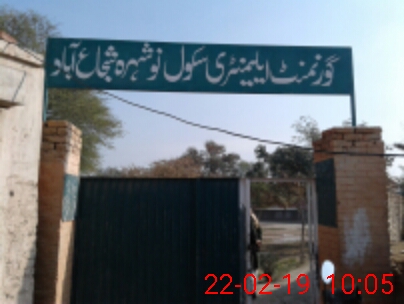 گورنمنٹ ایلیمنٹری سکول نوشہرہ شجاع آباد
22-02-19 10:05